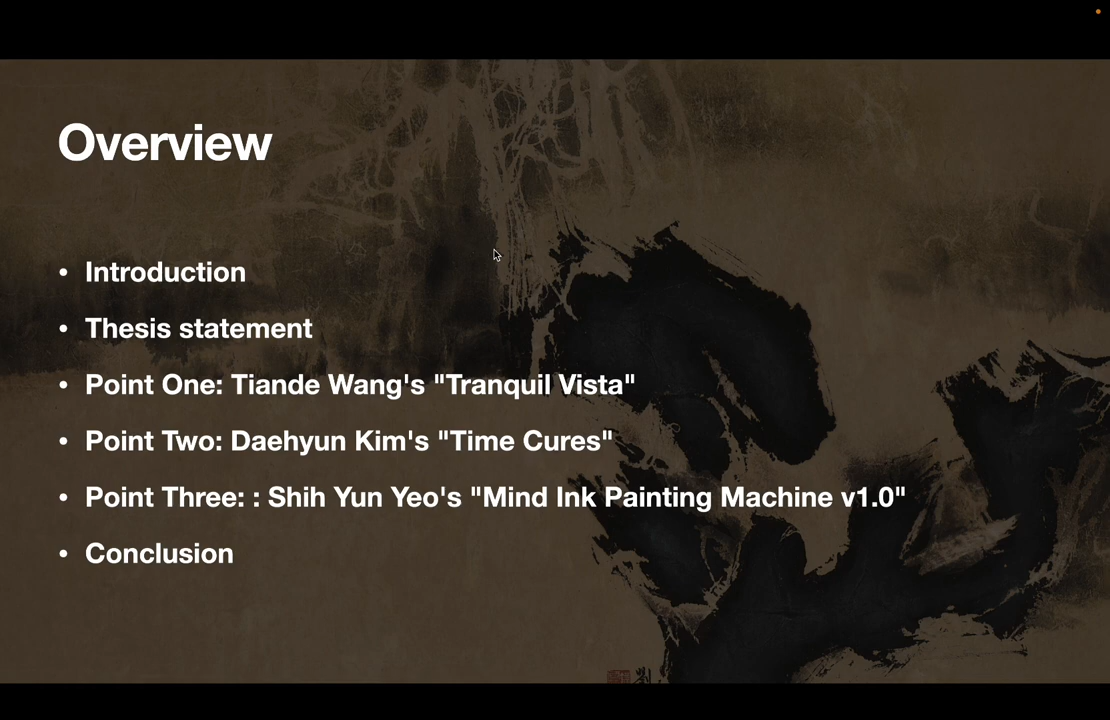 Overview
• Introduction
• Thesis statement
• Point One: Tiande Wang's "Tranquil Vista"
• Point Two: Daehyun Kim's "Time Cures"
• Point Three: : Shih Yun Yeo's "Mind Ink Painting Machine v1.0"
• Conclusion
劉